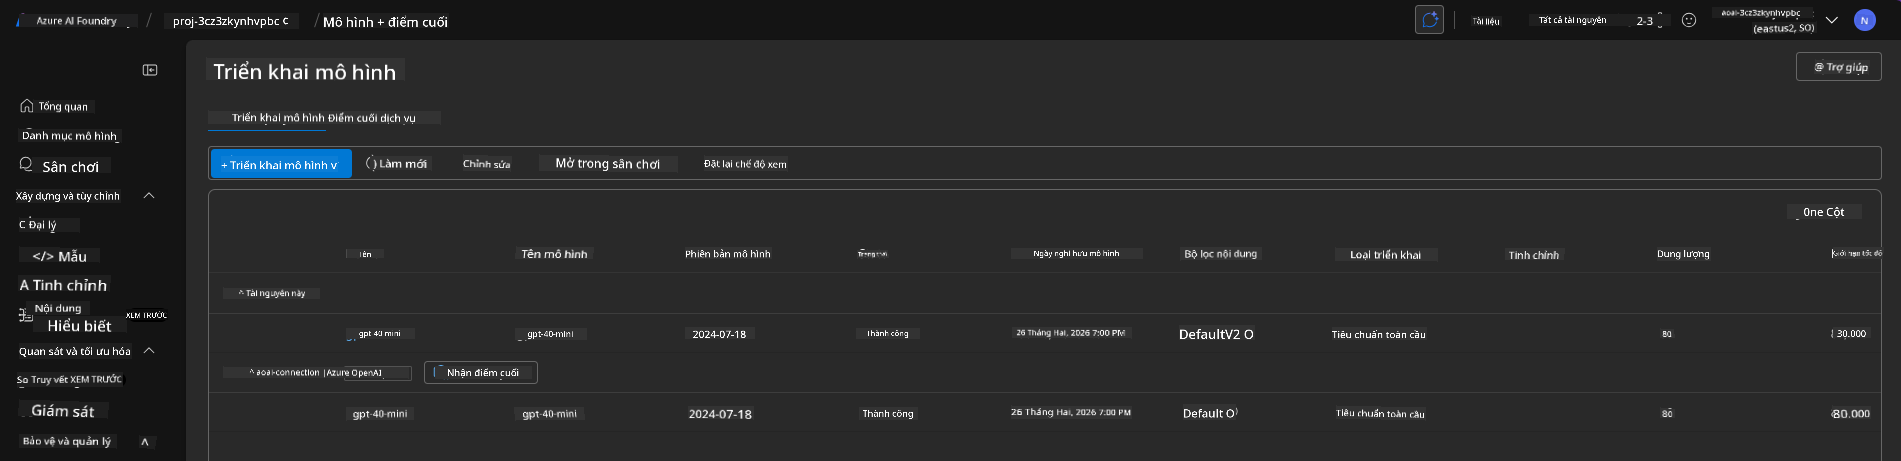 Azure AI Foundry / proj-3cz3zkynhvpbc C / Mô hình + điểm cuối
Tài liệu
Tất cả tài nguyên
2-3
aoai-3cz3zkynhvpbc
(eastus2, SO)
N
Triển khai mô hình
@ Trợ giúp
Tổng quan
Danh mục mô hình
Sân chơi
Xây dựng và tùy chỉnh
C Đại lý
</> Mẫu
A Tinh chỉnh
Nội dung
Hiểu biết
XEM TRƯỚC
Quan sát và tối ưu hóa
So Truy vết XEM TRƯỚC
Giám sát
Bảo vệ và quản lý ^
Triển khai mô hình Điểm cuối dịch vụ
+ Triển khai mô hình v
Làm mới
Chỉnh sửa
Mở trong sân chơi
Đặt lại chế độ xem
One Cột
Tên
Tên mô hình
Phiên bản mô hình
Trạng thái
Ngày nghỉ hưu mô hình
Bộ lọc nội dung
Loại triển khai
Tinh chỉnh
Dung lượng
Giới hạn tốc độ
^ Tài nguyên này
gpt 40 mini
gpt-40-mini
2024-07-18
Thành công
26 Tháng Hai, 2026 7:00 PM
DefaultV2 O
Tiêu chuẩn toàn cầu
80
30.000
^ aoai-connection |Azure OpenAI
Nhận điểm cuối
gpt-40-mini
gpt-40-mini
2024-07-18
Thành công
26 Tháng Hai, 2026 7:00 PM
Default O
Tiêu chuẩn toàn cầu
80
80.000